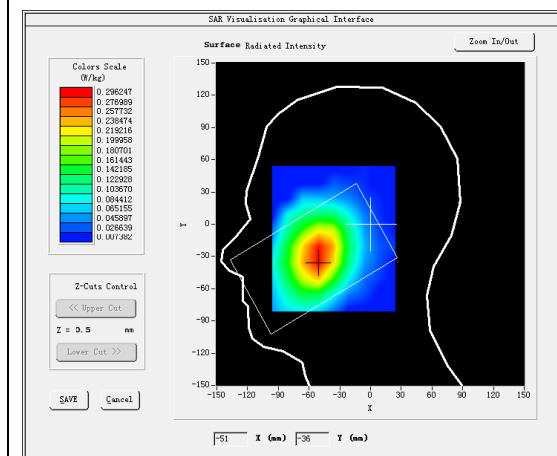 SAR Visualisation Graphical Interface
Surface Radiated Intensity
Zoom In/Out
Colors Scale
(W/kg)
0.296247
0.276989
0.257732
0.238474
0.219216
0.199958
0.180701
0.161443
0.142185
0.122928
0.103670
0.084412
0.065155
0.045897
0.026639
0.007382
150
120
90
60
30
0
-30
-60
-90
-120
-150
Y
-150 -120 -90 -60 -30 0 30 60 90 120 150
X
Z-Cuts Control
<< Upper Cut
Z = 0.5 mm
Lower Cut >>
SAVE Cancel
-51 X (mm) -36 Y (mm)